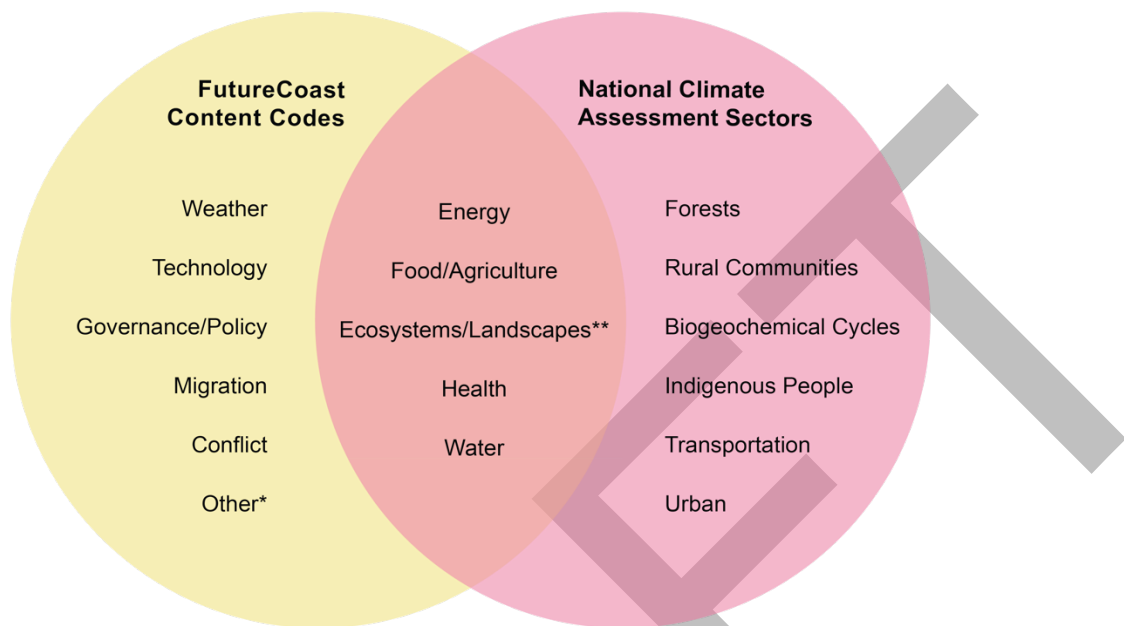 FutureCoast
Content Codes
National Climate
Assessment Sectors
Weather
Technology
Governance/Policy
Migration
Conflict
Other*
Energy
Food/Agriculture
Ecosystems/Landscapes**
Health
Water
Forests
Rural Communities
Biogeochemical Cycles
Indigenous People
Transportation
Urban